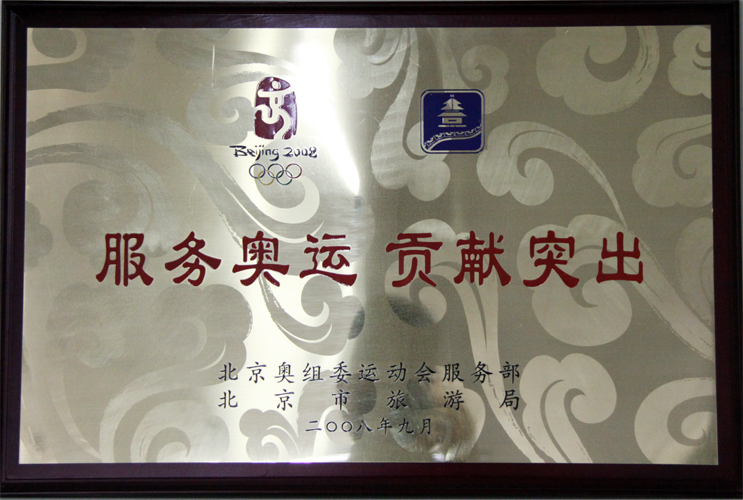 Beijing 2008
服务奥运 贡献突出
北京奥组委运动会服务部
北京市旅游局
二〇〇八年九月